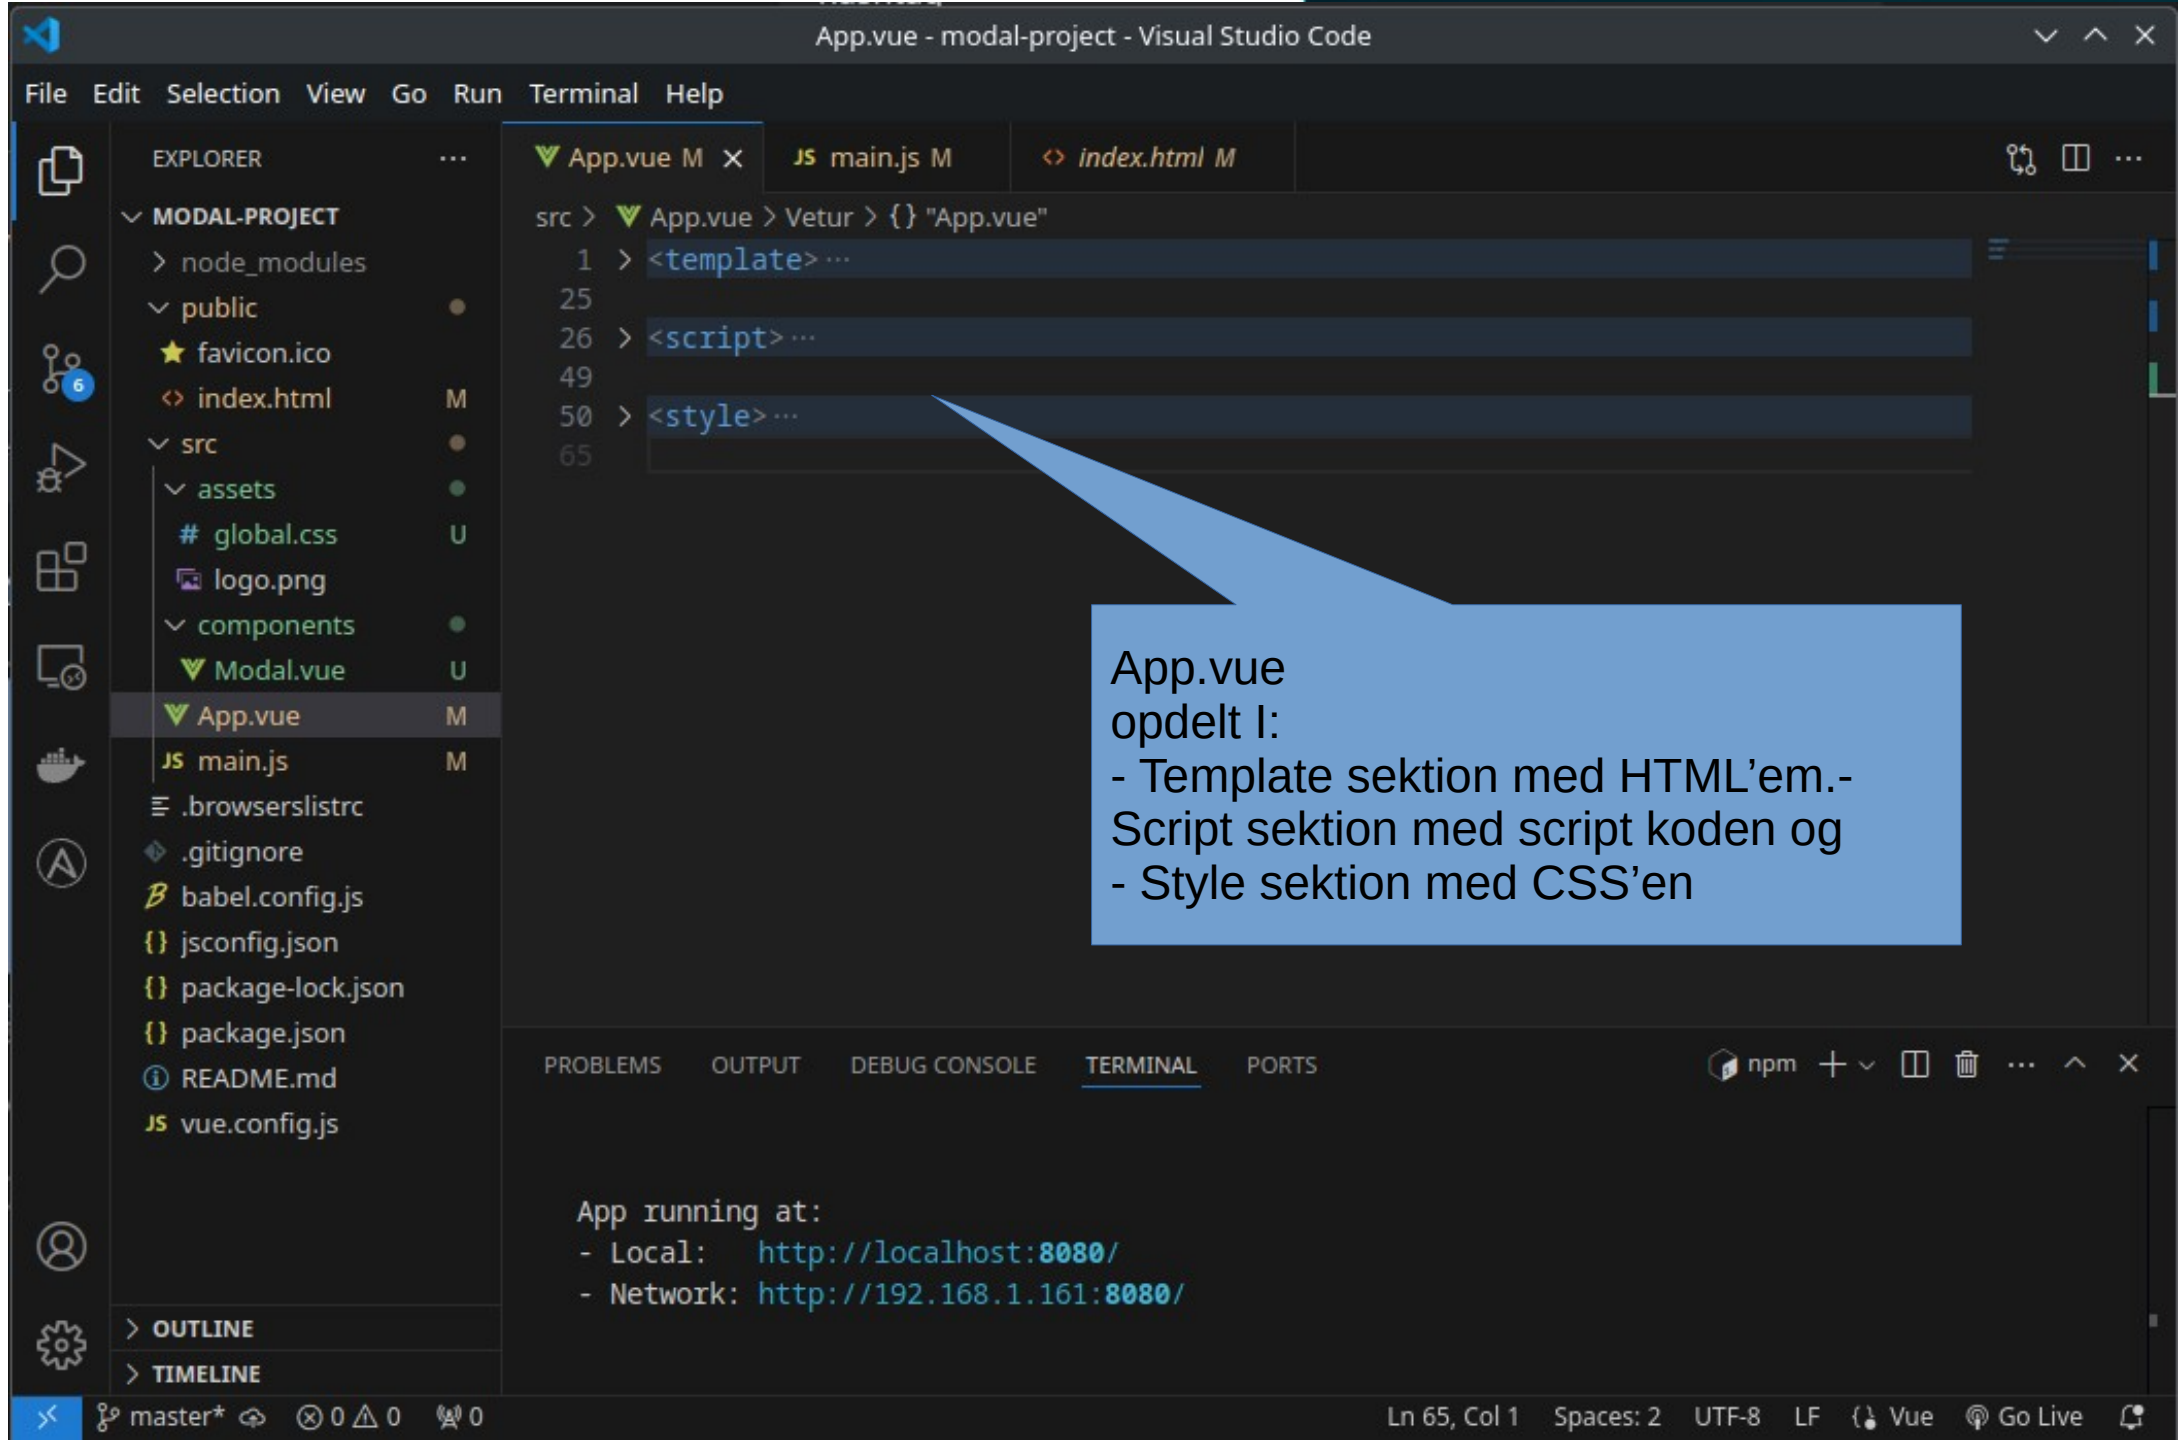 App.vue - modal-project - Visual Studio Code
File Edit Selection View Go Run Terminal Help
EXPLORER
App.vue M
JS main.js M
<> index.html M
MODAL-PROJECT
src > App.vue > Vetur > {} "App.vue"
node_modules
public
favicon.ico
<> index.html M
src
assets
# global.css U
logo.png
components
Modal.vue U
App.vue M
JS main.js M
.browserslistrc
.gitignore
babel.config.js
{} jsconfig.json
{} package-lock.json
{} package.json
README.md
JS vue.config.js
OUTLINE
TIMELINE
6
1 > <template>···
25
26 > <script>···
49
50 > <style>···
65
App.vue
opdelt I:
- Template sektion med HTML’em.-
Script sektion med script koden og
- Style sektion med CSS’en
PROBLEMS OUTPUT DEBUG CONSOLE TERMINAL PORTS
npm
App running at:
- Local: http://localhost:8080/
- Network: http://192.168.1.161:8080/
master* 0 0 0
Ln 65, Col 1 Spaces: 2 UTF-8 LF Vue Go Live